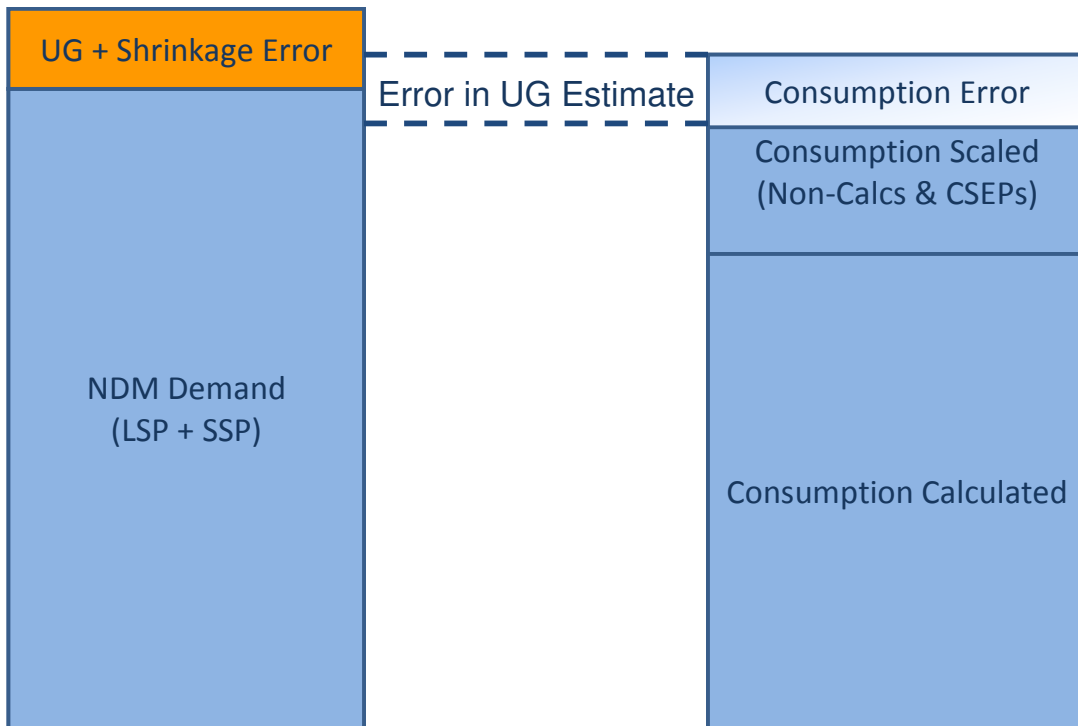 UG + Shrinkage Error
NDM Demand
(LSP + SSP)
Error in UG Estimate
Consumption Error
Consumption Scaled
(Non-Calcs & CSEPs)
Consumption Calculated